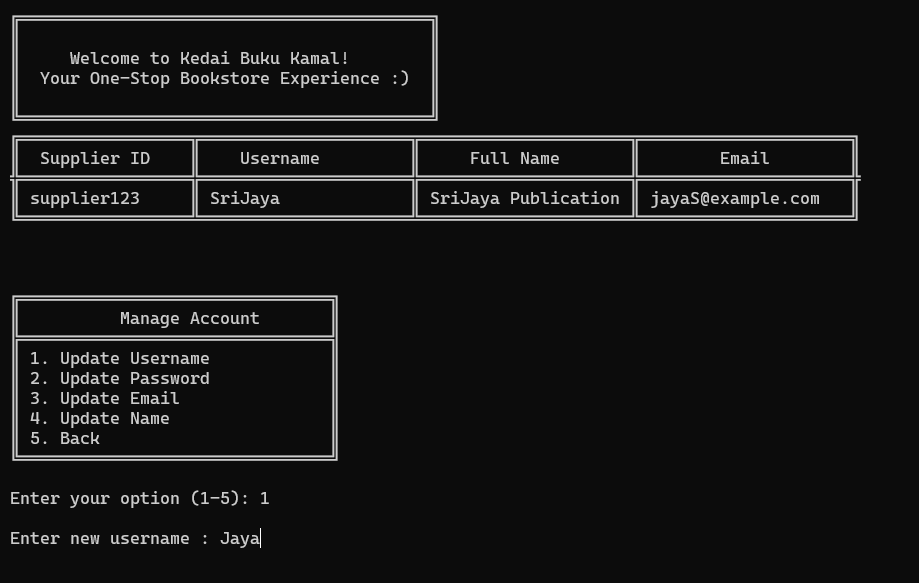 Welcome to Kedai Buku Kamal!
Your One-Stop Bookstore Experience :)
Supplier ID Username Full Name Email
supplier123 SriJaya SriJaya Publication jayaS@example.com
Manage Account
1. Update Username
2. Update Password
3. Update Email
4. Update Name
5. Back
Enter your option (1-5): 1
Enter new username : Jaya